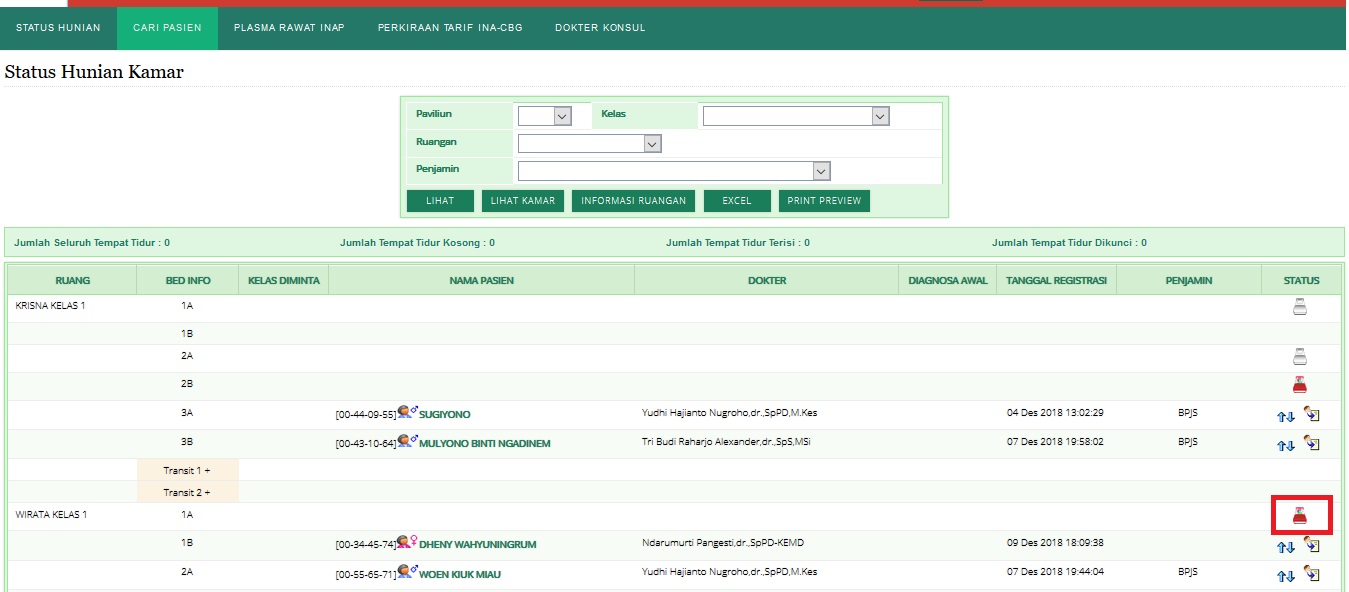 STATUS HUNIAN CARI PASIEN PLASMA RAWAT INAP PERKIRAAN TARIF INA-CBG DOKTER KONSUL
Status Hunian Kamar
Paviliun Kelas
Ruangan
Penjamin
LIHAT LIHAT KAMAR INFORMASI RUANGAN EXCEL PRINT PREVIEW
Jumlah Seluruh Tempat Tidur : 0 Jumlah Tempat Tidur Kosong : 0 Jumlah Tempat Tidur Terisi : 0 Jumlah Tempat Tidur Dikunci : 0
RUANG BED INFO KELAS DIMINTA NAMA PASIEN DOKTER DIAGNOSA AWAL TANGGAL REGISTRASI PENJAMIN STATUS
KRISNA KELAS 1 1A
1B
2A
2B
3A [00-44-09-55] SUGIYONO Yudhi Hajianto Nugroho,dr.,SpPD,M.Kes 04 Des 2018 13:02:29 BPJS
3B [00-43-10-64] MULYONO BINTI NGADINEM Tri Budi Raharjo Alexander,dr.,SpS,MSi 07 Des 2018 19:58:02 BPJS
Transit 1 +
Transit 2 +
WIRATA KELAS 1 1A
1B [00-34-45-74] DHENY WAHYUNINGRUM Ndarumurti Pangesti,dr.,SpPD-KEMD 09 Des 2018 18:09:38
2A [00-55-65-71] WOEN KIUK MIAU Yudhi Hajianto Nugroho,dr.,SpPD,M.Kes 07 Des 2018 19:44:04 BPJS